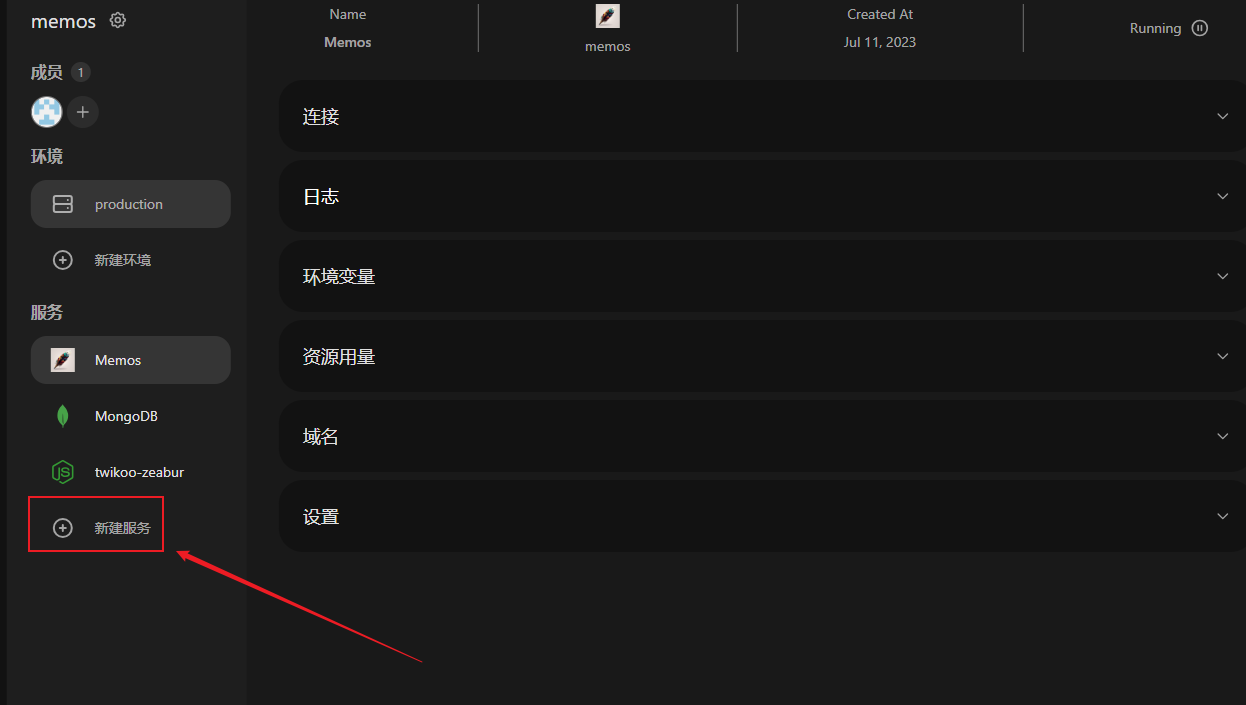 memos
成员 1
环境
production
新建环境
服务
Memos
MongoDB
twikoo-zeabur
新建服务
Name
Memos
memos
Created At
Jul 11, 2023
Running
连接
日志
环境变量
资源用量
域名
设置